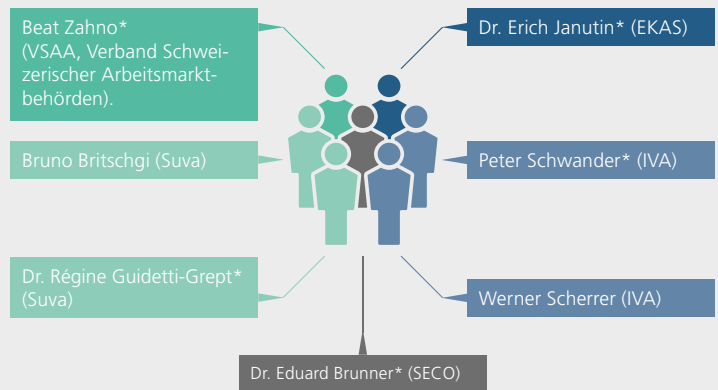 Beat Zahno*
(VSAA, Verband Schwei-
zerischer Arbeitsmarkt-
behörden).
Dr. Erich Janutin* (EKAS)
Bruno Britschgi (Suva)
Peter Schwander* (IVA)
Dr. Régine Guidetti-Grept*
(Suva)
Werner Scherrer (IVA)
Dr. Eduard Brunner* (SECO)